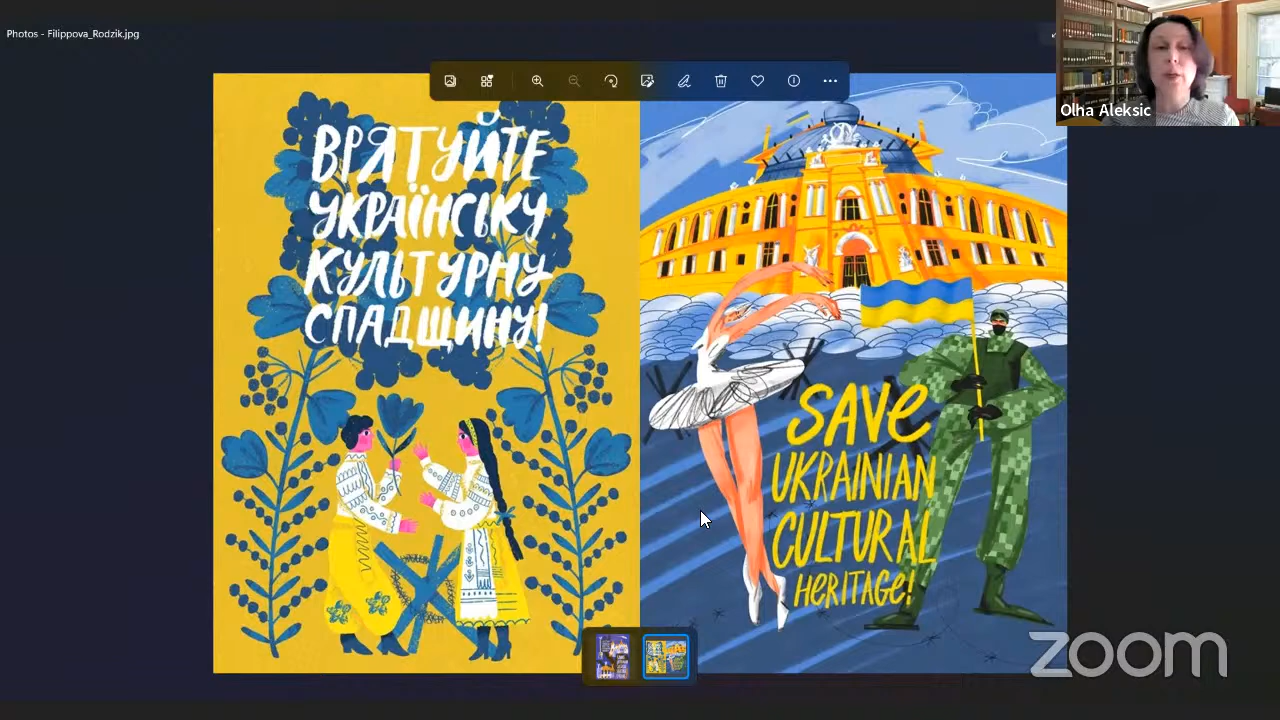 Photos - Filippova_Rodzik.jpg
Olha Aleksic
ВРЯТУЙТЕ
УКРАЇНСЬКУ
КУЛЬТУРНУ
СПАДЩИНУ!
SAVE
UKRAINIAN
CULTURAL
HERITAGE!
zoom